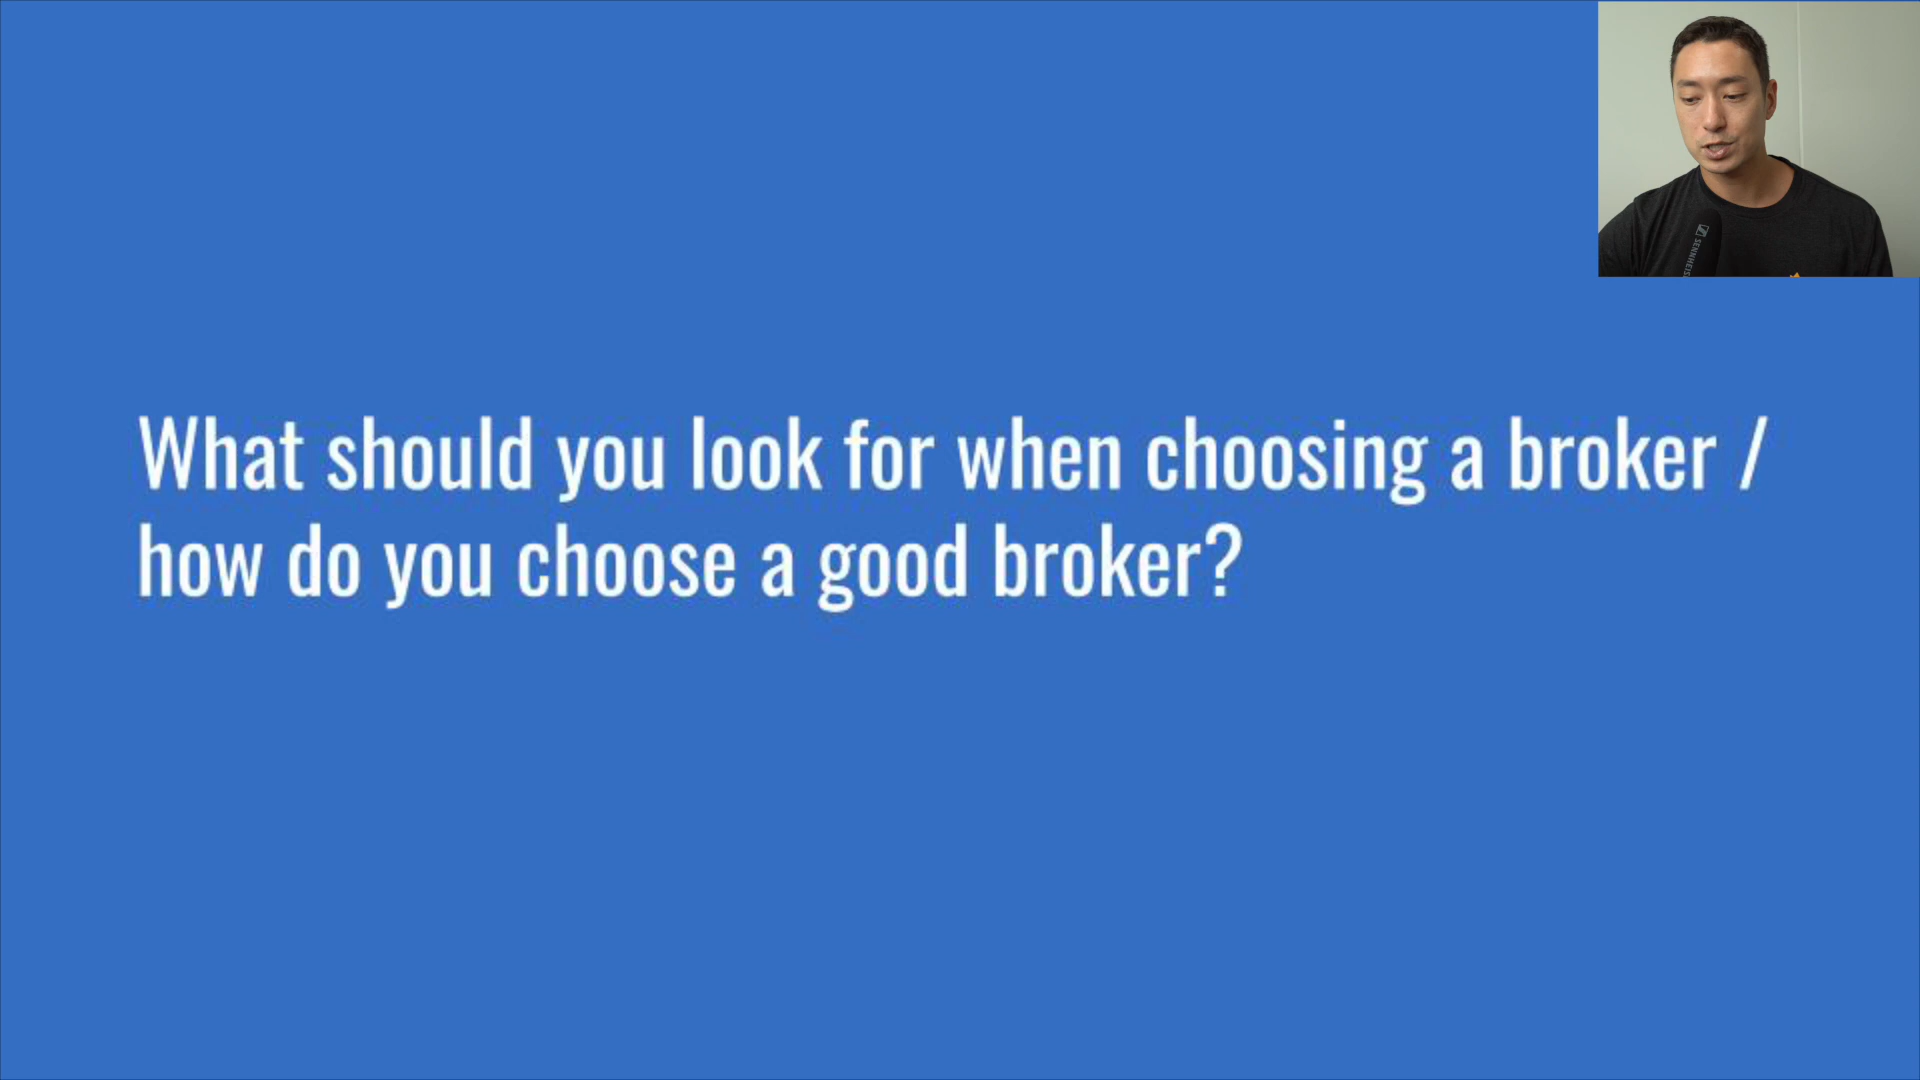 What should you look for when choosing a broker /
how do you choose a good broker?